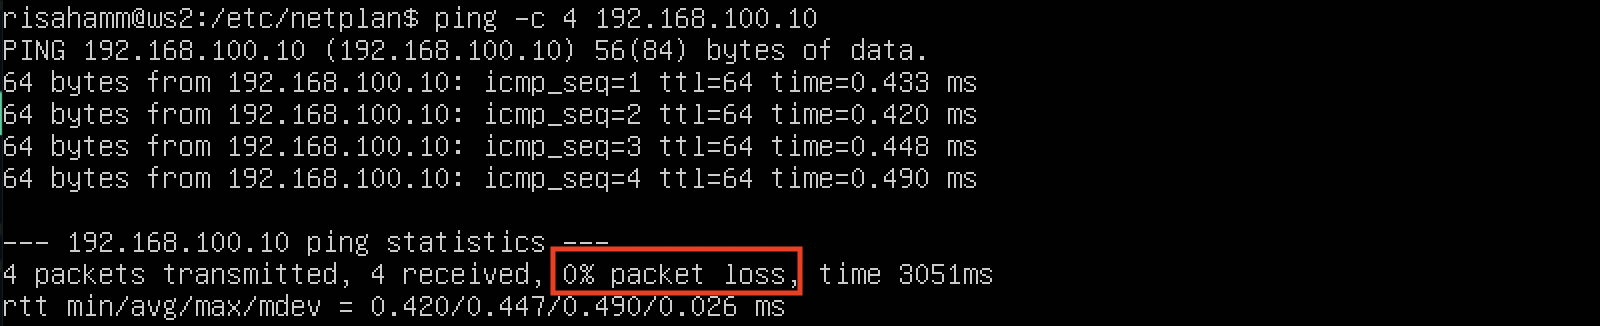 risahamm@ws2:/etc/netplan$ ping -c 4 192.168.100.10
PING 192.168.100.10 (192.168.100.10) 56(84) bytes of data.
64 bytes from 192.168.100.10: icmp_seq=1 ttl=64 time=0.433 ms
64 bytes from 192.168.100.10: icmp_seq=2 ttl=64 time=0.420 ms
64 bytes from 192.168.100.10: icmp_seq=3 ttl=64 time=0.448 ms
64 bytes from 192.168.100.10: icmp_seq=4 ttl=64 time=0.490 ms
--- 192.168.100.10 ping statistics ---
4 packets transmitted, 4 received, 0% packet loss, time 3051ms
rtt min/avg/max/mdev = 0.420/0.447/0.490/0.026 ms